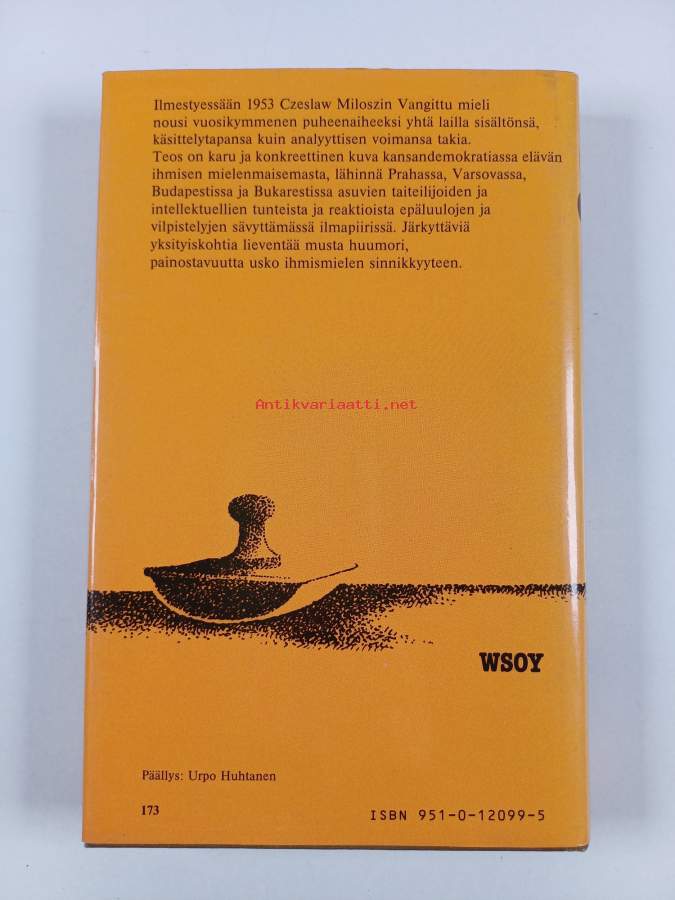 Ilmestyessään 1953 Czeslaw Miloszin Vangittu mieli
nousi vuosikymmenen puheenaiheeksi yhtä lailla sisältönsä,
käsittelytapansa kuin analyyttisen voimansa takia.
Teos on karu ja konkreettinen kuva kansandemokratiassa elävän
ihmisen mielenmaisemasta, lähinnä Prahassa, Varsovassa,
Budapestissa ja Bukarestissa asuvien taiteilijoiden ja
intellektuellien tunteista ja reaktioista epäluulojen ja
vilpistelyjen sävyttämässä ilmapiirissä. Järkyttäviä
yksityiskohtia lieventää musta huumori,
painostavuutta usko ihmismielen sinnikkyyteen.
Antikvariaatti.net
WSOY
Päällys: Urpo Huhtanen
173
ISBN 951-0-12099-5